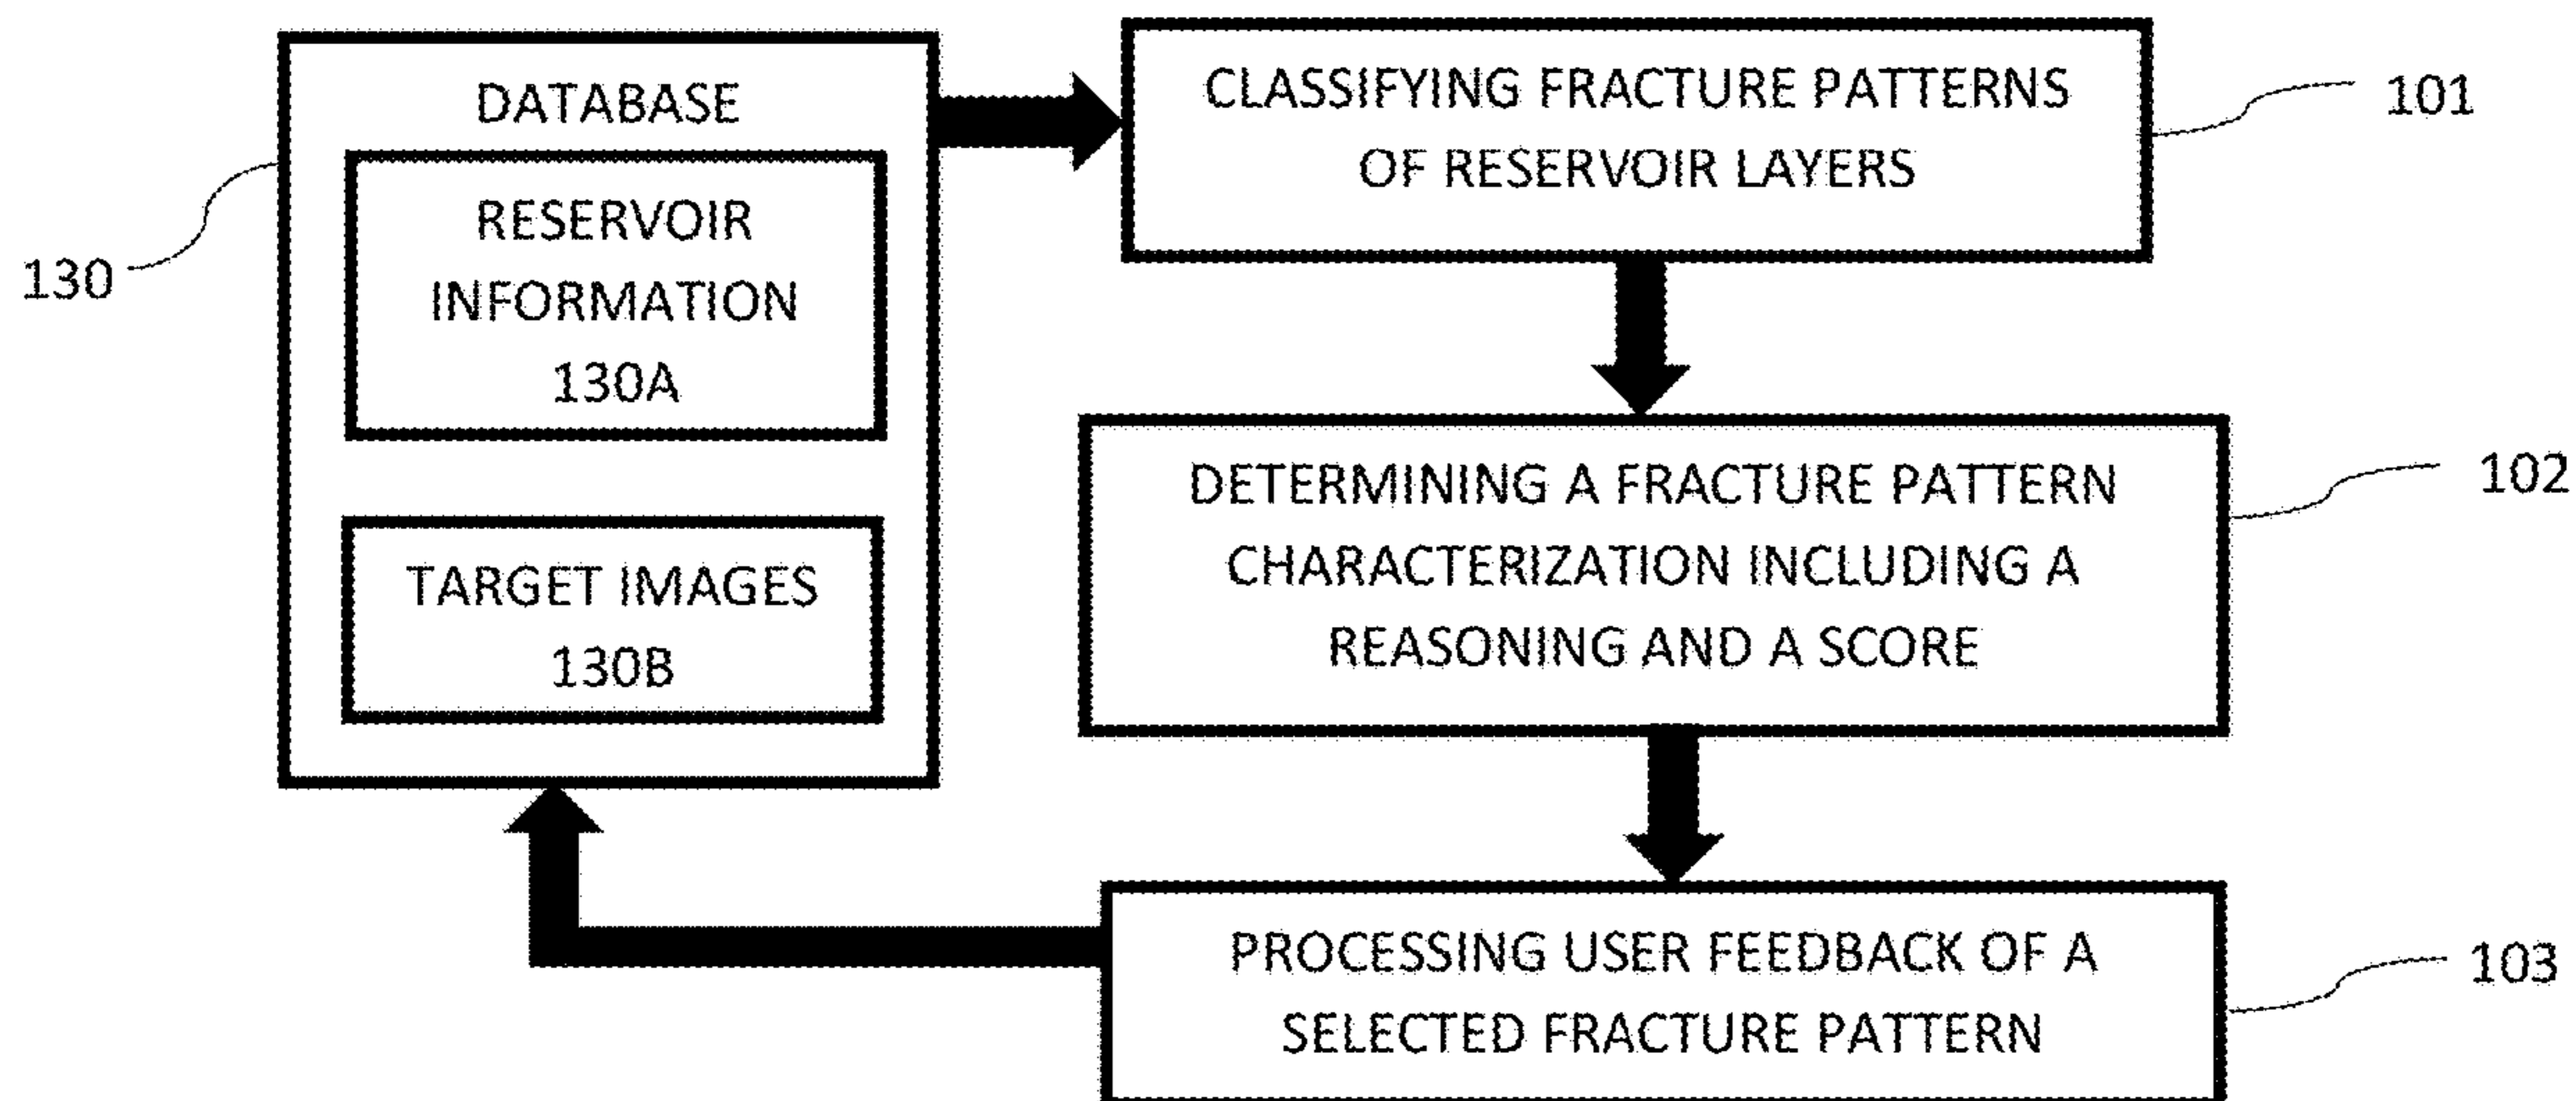 DATABASE
RESERVOIR
INFORMATION
130A
TARGET IMAGES
130B
130
CLASSIFYING FRACTURE PATTERNS
OF RESERVOIR LAYERS
101
DETERMINING A FRACTURE PATTERN
CHARACTERIZATION INCLUDING A
REASONING AND A SCORE
102
PROCESSING USER FEEDBACK OF A
SELECTED FRACTURE PATTERN
103